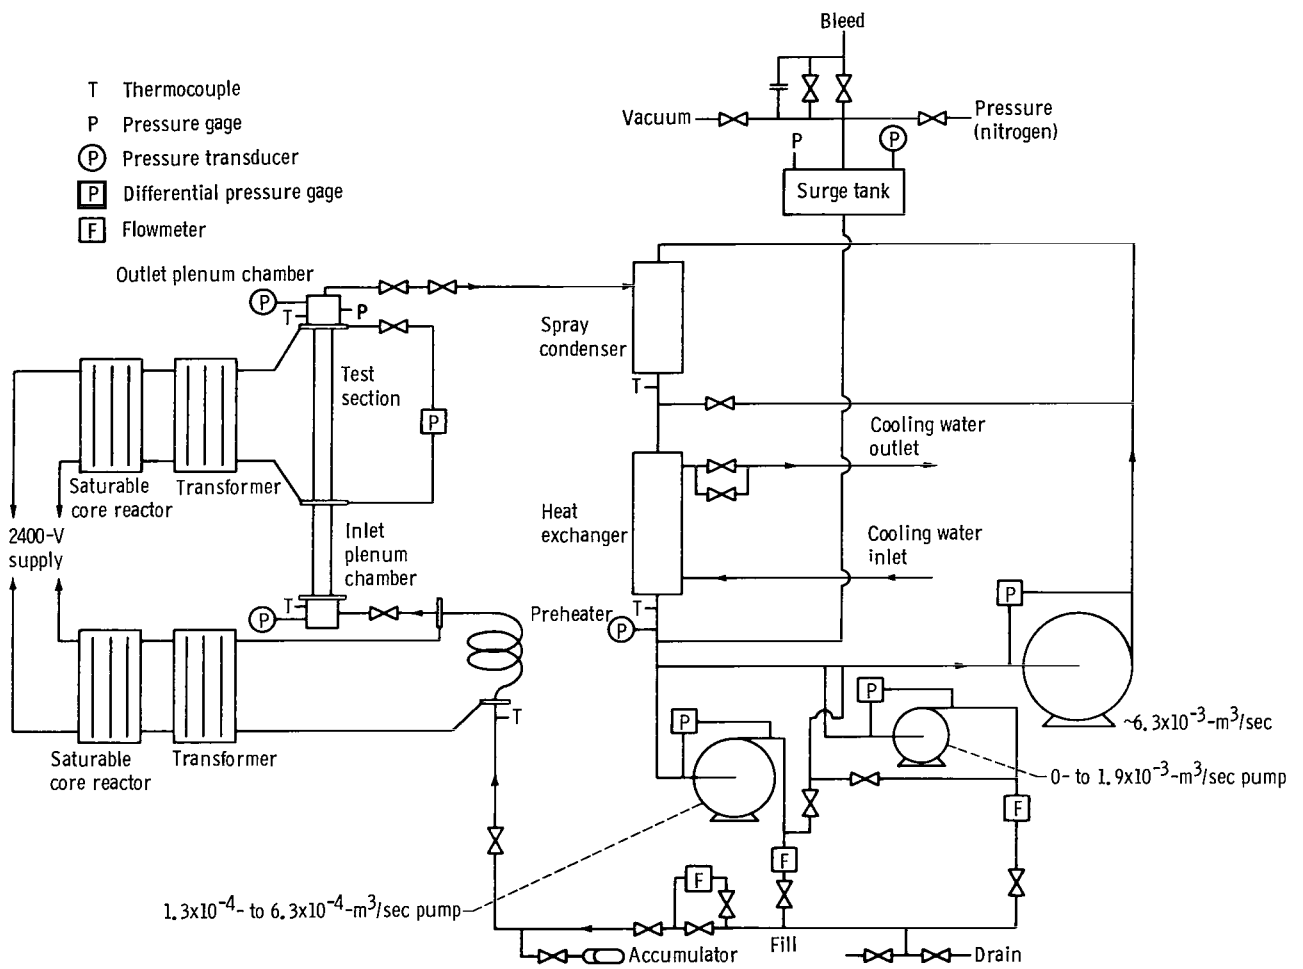 Bleed
T Thermocouple
P Pressure gage
P Pressure transducer
P Differential pressure gage
F Flowmeter
Vacuum
Pressure
(nitrogen)
P
P
Surge tank
Outlet plenum chamber
P
T
P
Spray
condenser
T
Test
section
P
Cooling water
outlet
Saturable
core reactor
Transformer
2400-V
supply
Inlet
plenum
chamber
Heat
exchanger
Cooling water
inlet
T
P
Preheater
T
P
P
T
P
P
~6.3x10⁻³-m³/sec
Saturable
core reactor
Transformer
0- to 1.9x10⁻³-m³/sec pump
F
F
F
1.3x10⁻⁴- to 6.3x10⁻⁴-m³/sec pump
Fill
Accumulator
Drain